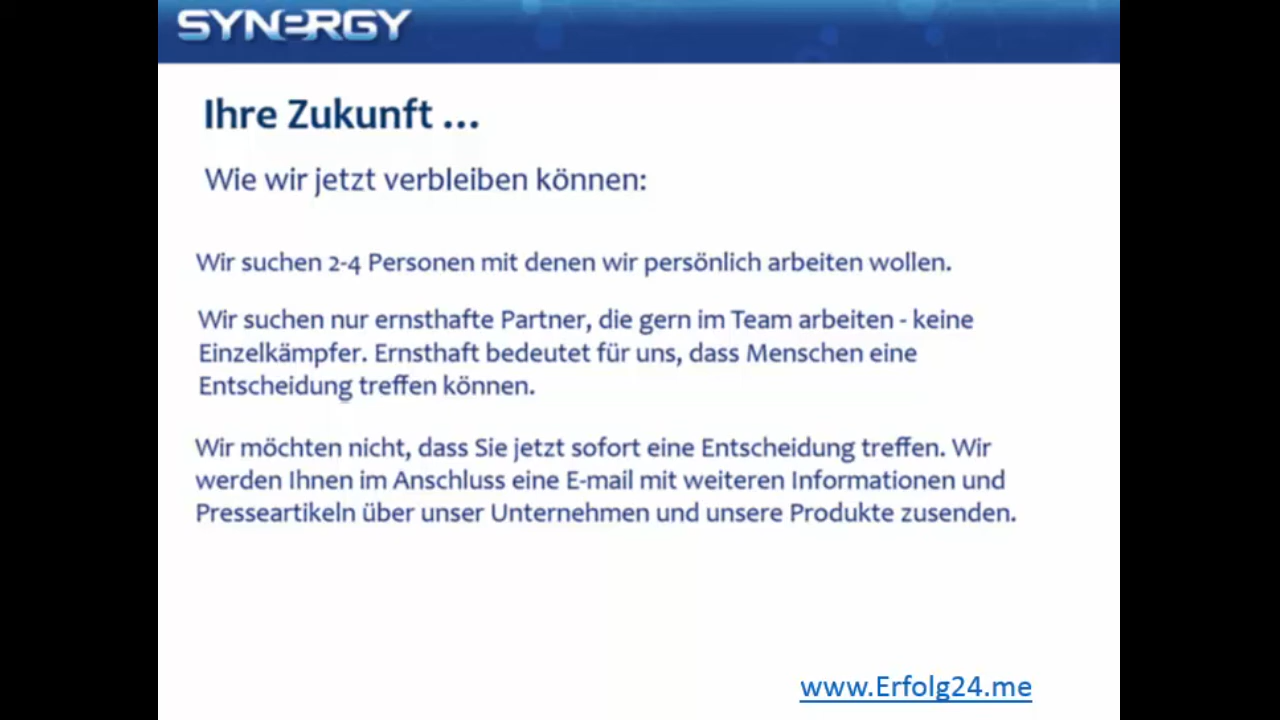 SYNERGY
Ihre Zukunft ...
Wie wir jetzt verbleiben können:
Wir suchen 2-4 Personen mit denen wir persönlich arbeiten wollen.
Wir suchen nur ernsthafte Partner, die gern im Team arbeiten - keine
Einzelkämpfer. Ernsthaft bedeutet für uns, dass Menschen eine
Entscheidung treffen können.
Wir möchten nicht, dass Sie jetzt sofort eine Entscheidung treffen. Wir
werden Ihnen im Anschluss eine E-mail mit weiteren Informationen und
Presseartikeln über unser Unternehmen und unsere Produkte zusenden.
www.Erfolg24.me